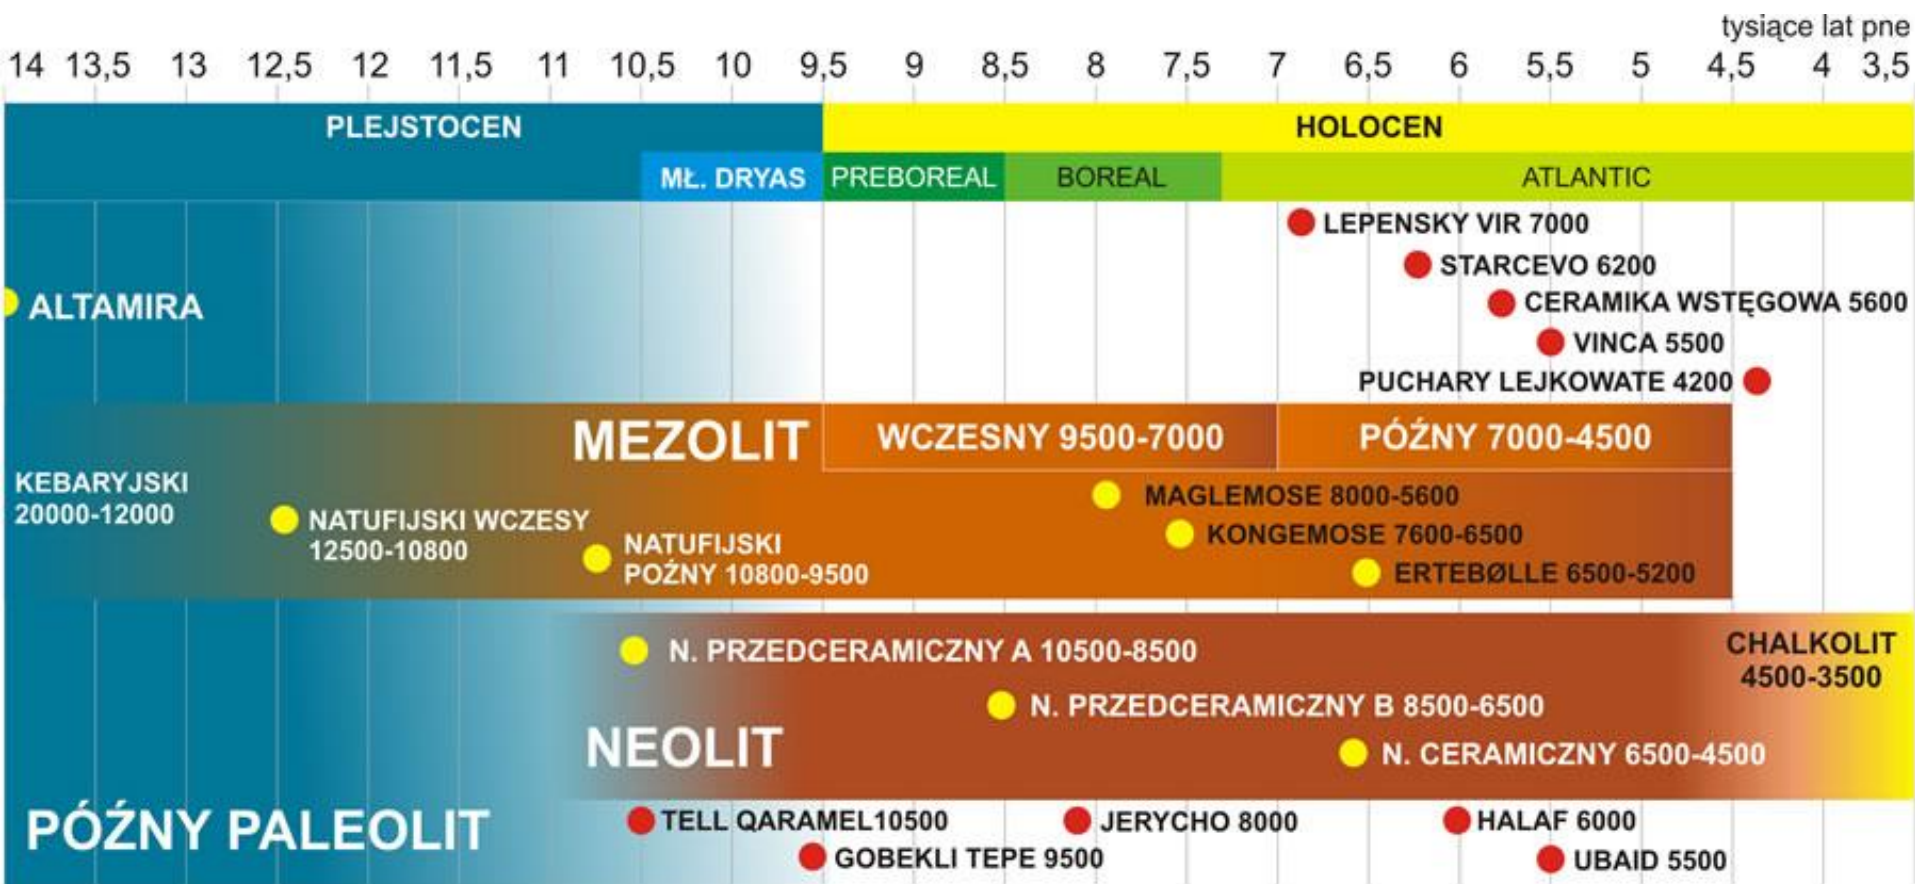 tysiące lat pne
14 13,5 13 12,5 12 11,5 11 10,5 10 9,5 9 8,5 8 7,5 7 6,5 6 5,5 5 4,5 4 3,5
PLEJSTOCEN HOLOCEN
MŁ. DRYAS PREBOREAL BOREAL ATLANTIC
LEPENSKY VIR 7000
STARCEVO 6200
ALTAMIRA
CERAMIKA WSTĘGOWA 5600
VINCA 5500
PUCHARY LEJKOWATE 4200
MEZOLIT WCZESNY 9500-7000 PÓŹNY 7000-4500
KEBARYJSKI
20000-12000
MAGLEMOSE 8000-5600
NATUFIJSKI WCZESY
12500-10800
KONGEMOSE 7600-6500
NATUFIJSKI
POŹNY 10800-9500
ERTEBØLLE 6500-5200
N. PRZEDCERAMICZNY A 10500-8500
CHALKOLIT
4500-3500
N. PRZEDCERAMICZNY B 8500-6500
NEOLIT
N. CERAMICZNY 6500-4500
PÓŹNY PALEOLIT
TELL QARAMEL10500
JERYCHO 8000
HALAF 6000
GOBEKLI TEPE 9500
UBAID 5500